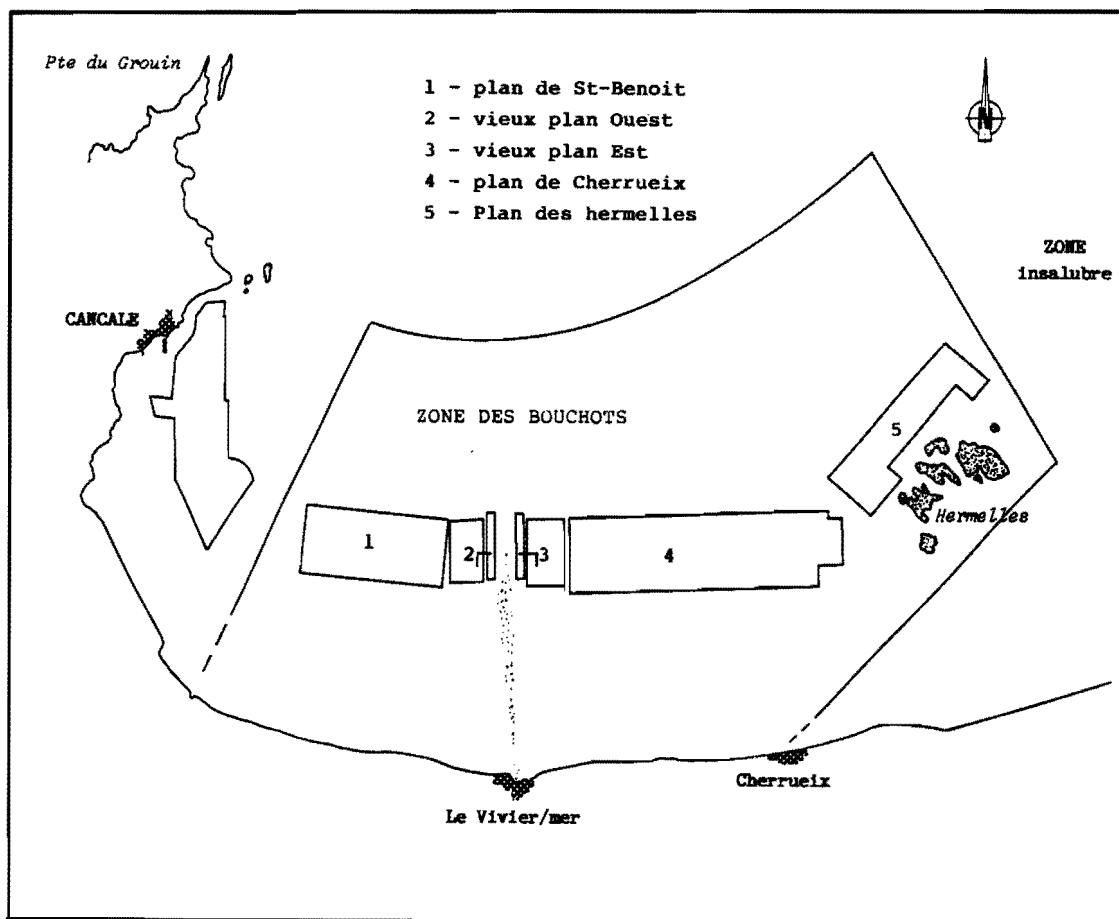 Pte du Grouin
1 - plan de St-Benoit
2 - vieux plan Ouest
3 - vieux plan Est
4 - plan de Cherrueix
5 - Plan des hermelles
N
ZONE
insalubre
CANCALE
ZONE DES BOUCHOTS
5
Hermelles
1
2
3
4
Cherrueix
Le Vivier/mer